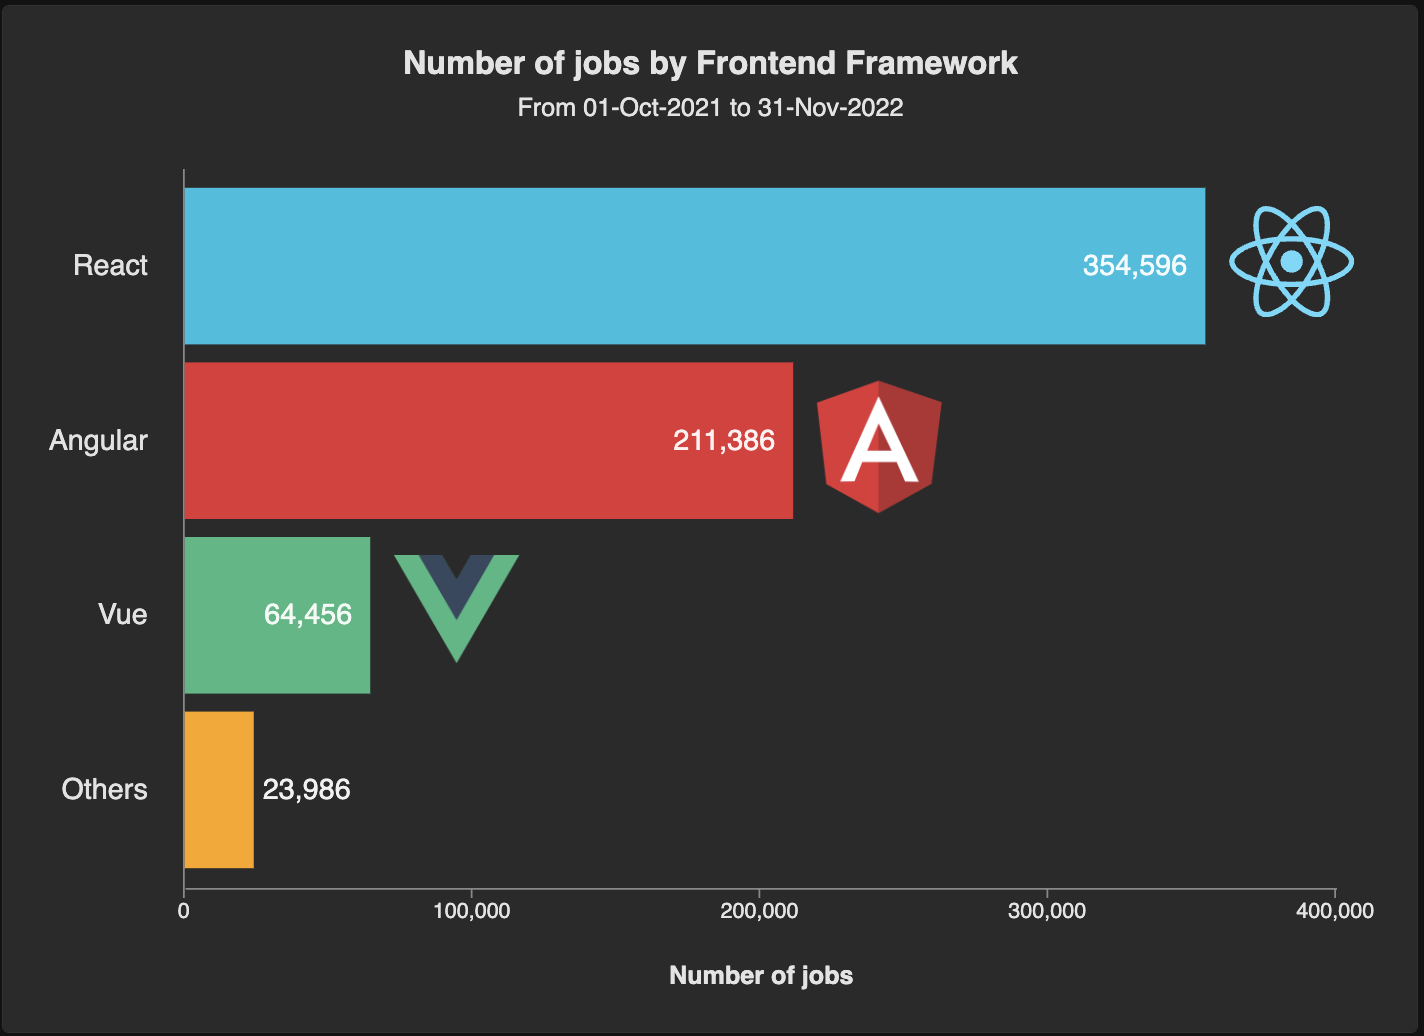 Number of jobs by Frontend Framework
From 01-Oct-2021 to 31-Nov-2022
React
354,596
Angular
211,386
A
Vue
64,456
Others
23,986
0
100,000
200,000
300,000
400,000
Number of jobs